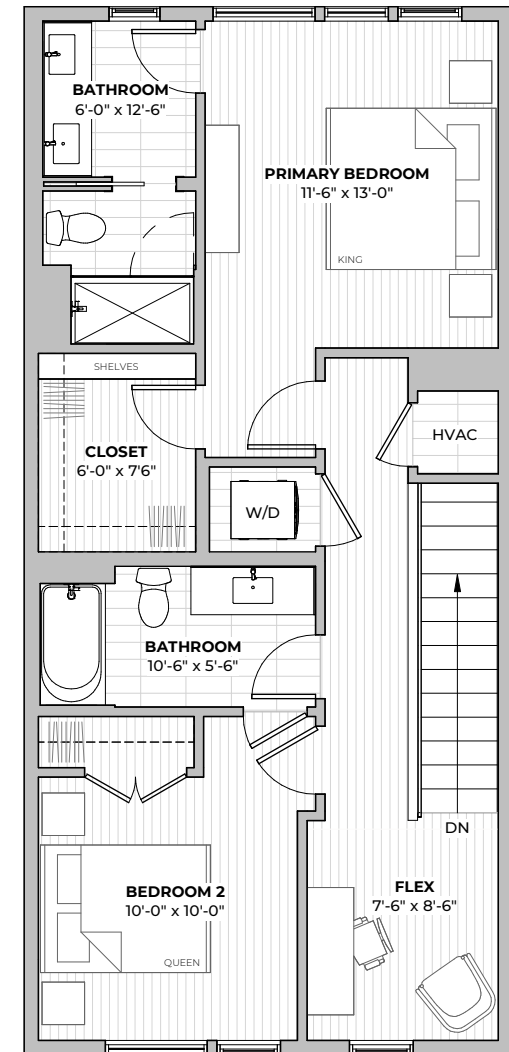 BATHROOM
6'-0" x 12'-6"
PRIMARY BEDROOM
11'-6" x 13'-0"
KING
SHELVES
CLOSET
6'-0" x 7'6"
HVAC
W/D
BATHROOM
10'-6" x 5'-6"
DN
BEDROOM 2
10'-0" x 10'-0"
QUEEN
FLEX
7'-6" x 8'-6"